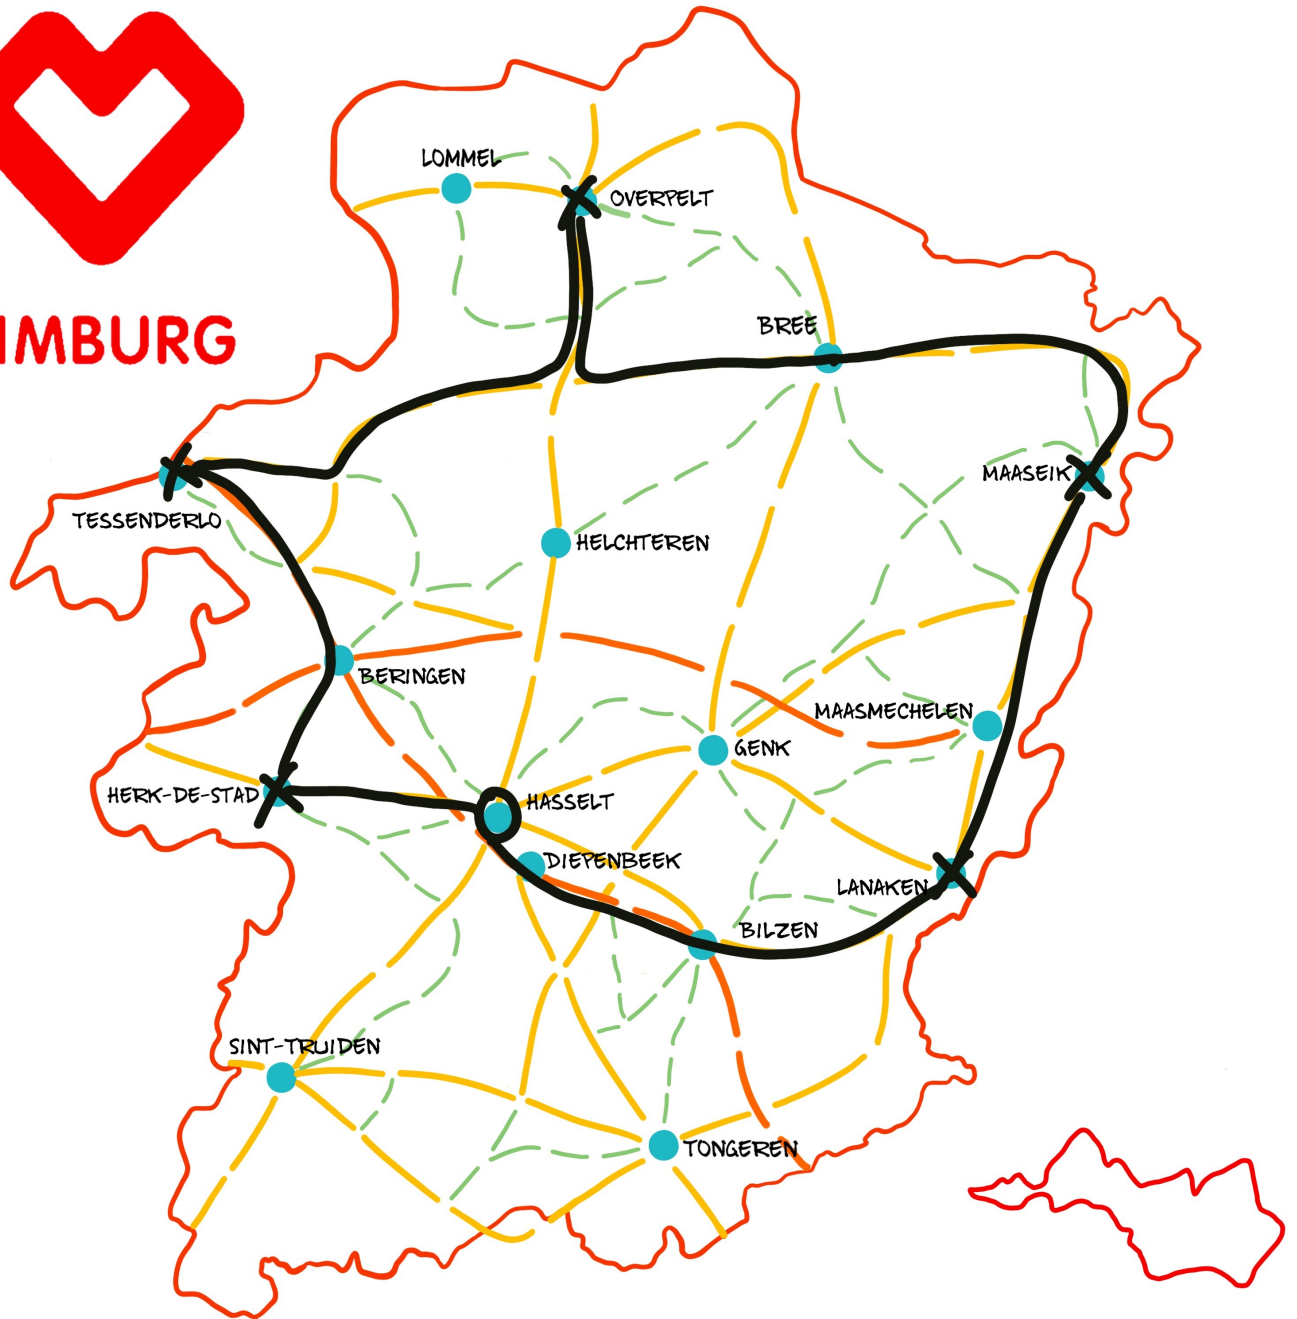 LOMMEL
OVERPELT
IMBURG
BREE
MAASEIK
TESSENDERLO
HELCHTEREN
BERINGEN
MAASMECHELEN
GENK
HERK-DE-STAD
HASSELT
DIEPENBEEK
LANAKEN
BILZEN
SINT-TRUIDEN
TONGEREN